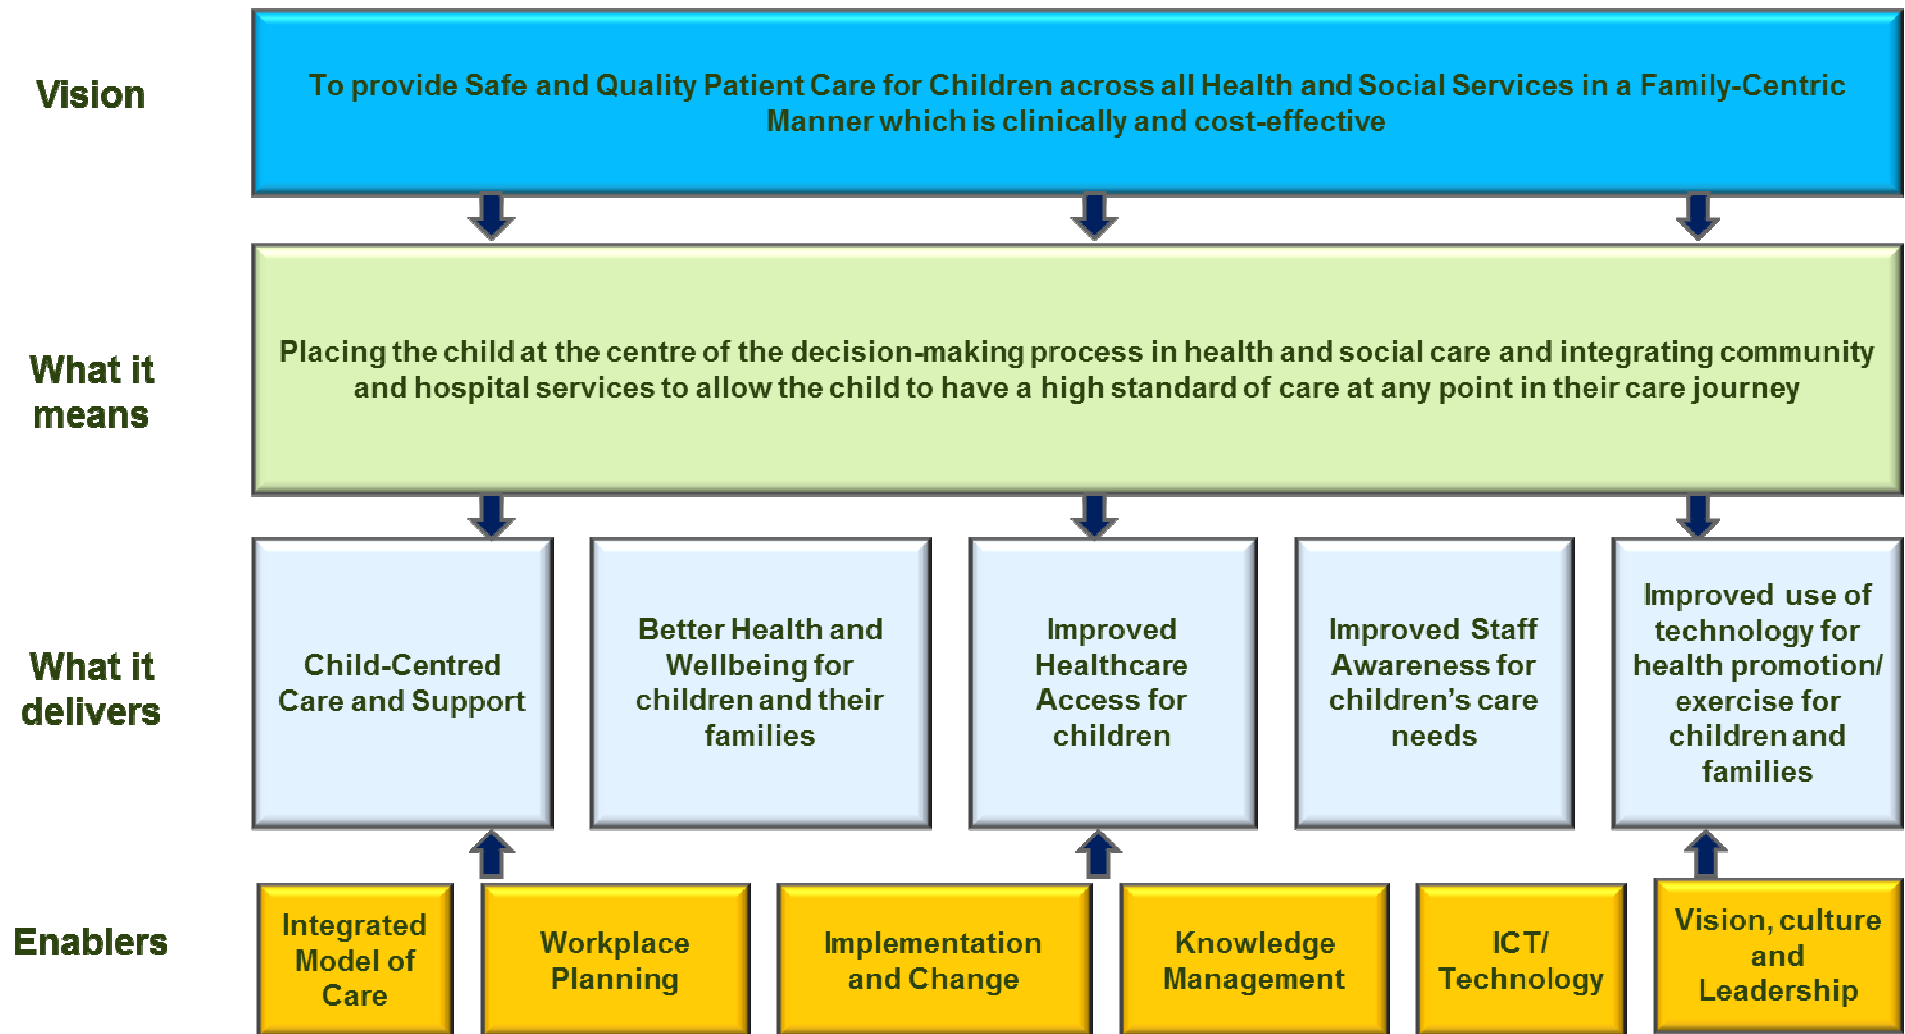 Vision
To provide Safe and Quality Patient Care for Children across all Health and Social Services in a Family-Centric
Manner which is clinically and cost-effective
What it
means
Placing the child at the centre of the decision-making process in health and social care and integrating community
and hospital services to allow the child to have a high standard of care at any point in their care journey
What it
delivers
Child-Centred
Care and Support
Better Health and
Wellbeing for
children and their
families
Improved
Healthcare
Access for
children
Improved Staff
Awareness for
children’s care
needs
Improved use of
technology for
health promotion/
exercise for
children and
families
Enablers
Integrated
Model of
Care
Workplace
Planning
Implementation
and Change
Knowledge
Management
ICT/
Technology
Vision, culture
and
Leadership